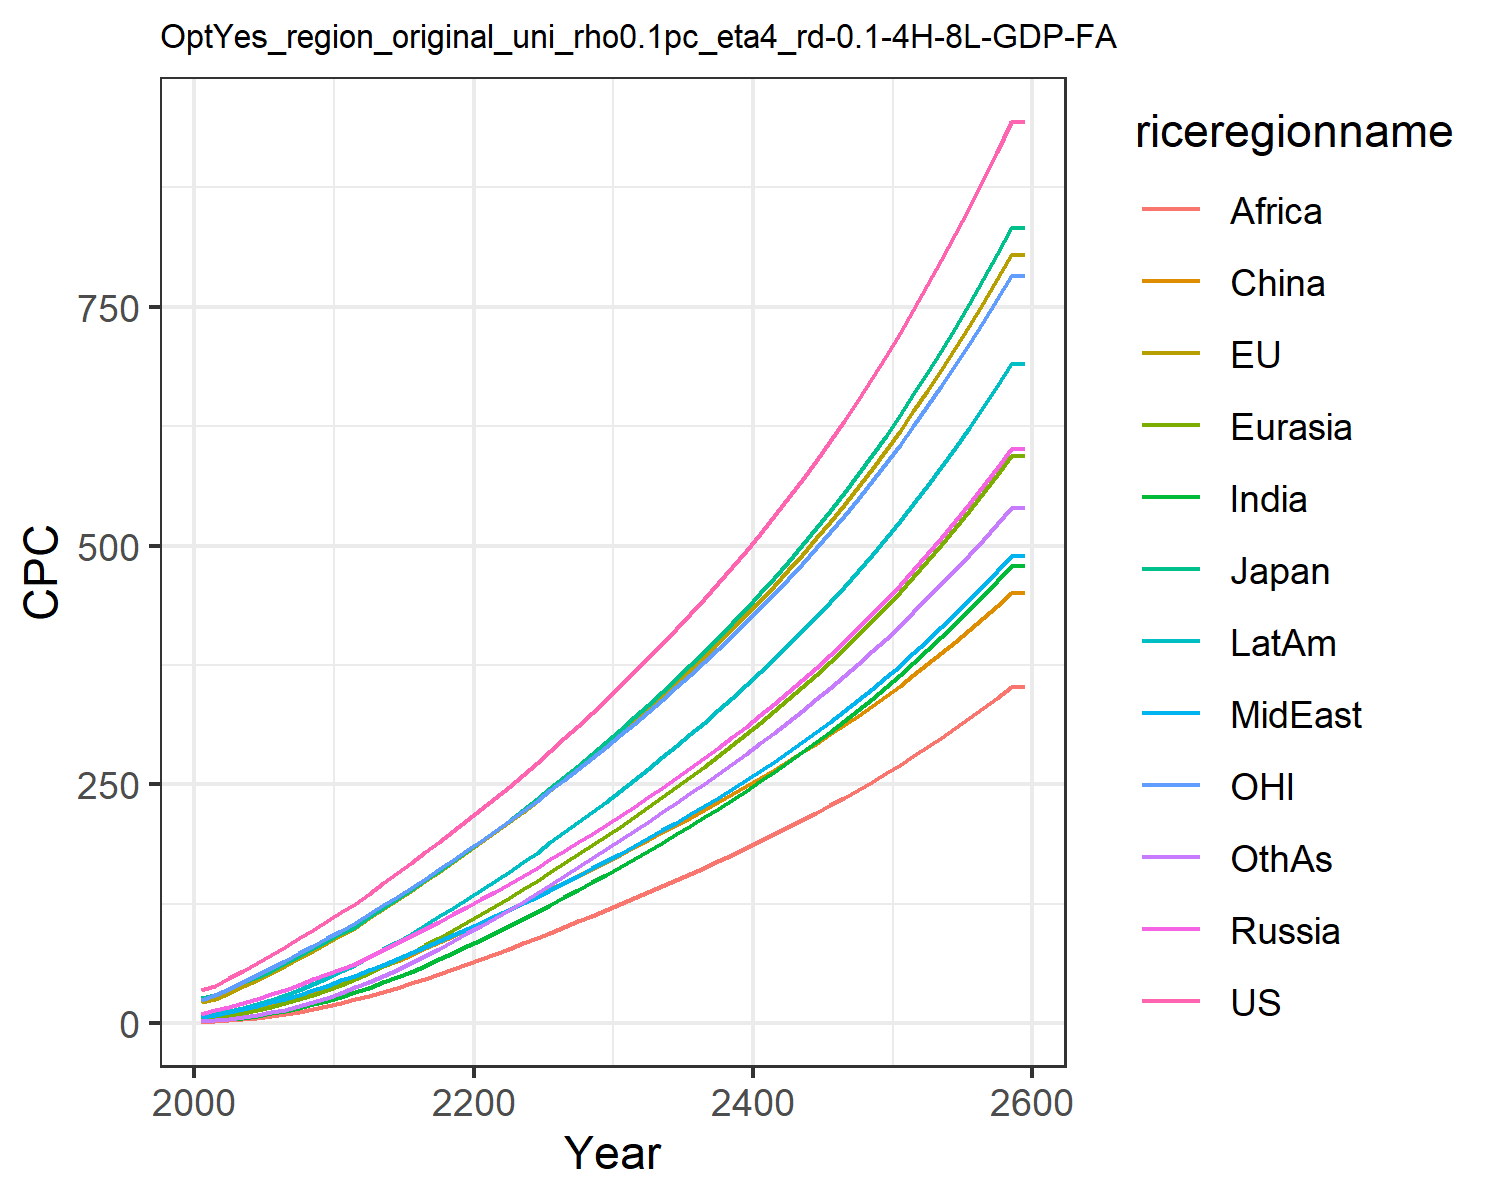 OptYes_region_original_uni_rho0.1pc_eta4_rd-0.1-4H-8L-GDP-FA
CPC
750
500
250
0
2000 2200 2400 2600
Year
riceregionname
Africa
China
EU
Eurasia
India
Japan
LatAm
MidEast
OHI
OthAs
Russia
US